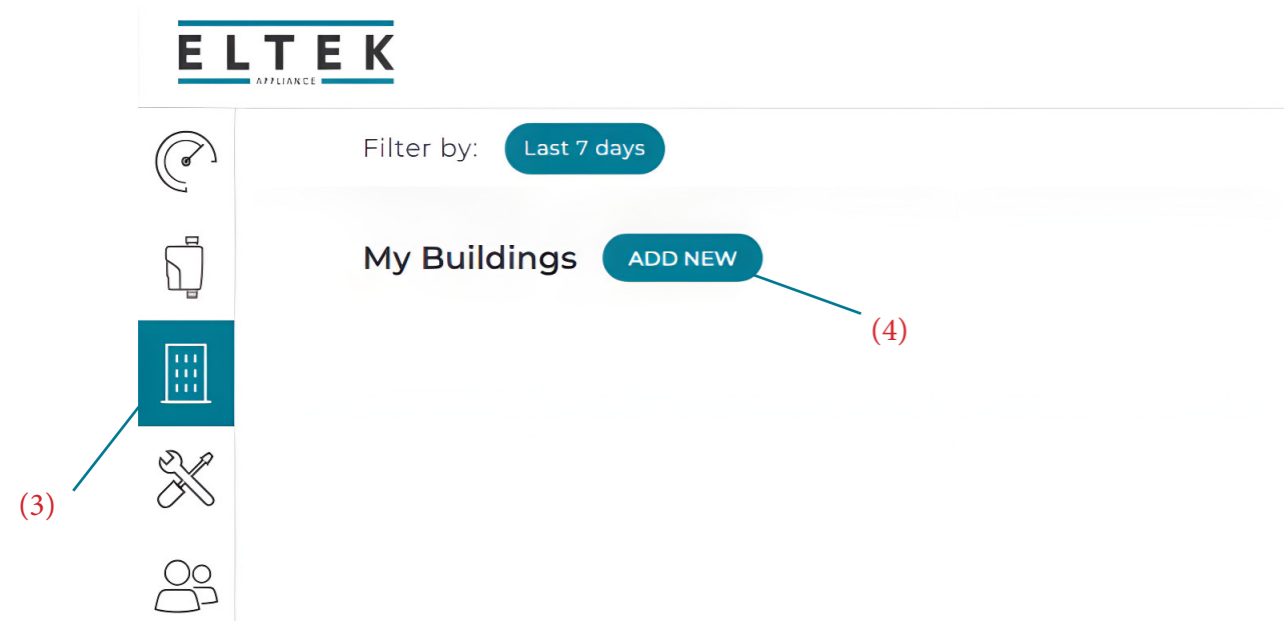 ELTEK
APPLIANCE
Filter by: Last 7 days
My Buildings ADD NEW
(4)
(3)